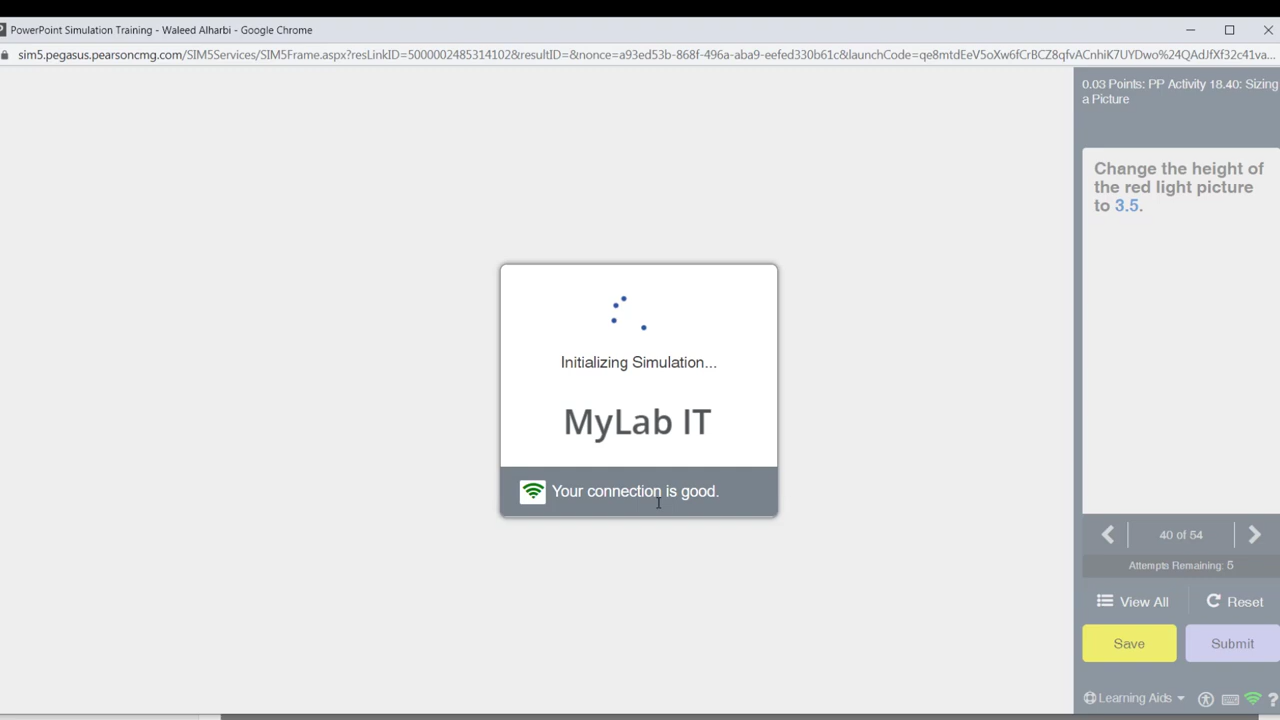 PowerPoint Simulation Training - Waleed Alharbi - Google Chrome
sim5.pegasus.pearsoncmg.com/SIM5Services/SIM5Frame.aspx?resLinkID=5000002485314102&resultID=&nonce=a93ed53b-868f-496a-aba9-eefed330b61c&launchCode=qe8mtdEeV5oXw6fCrBCZ8qfvACnhiK7UYDwo%24QAdJfXf32c41va...
0.03 Points: PP Activity 18.40: Sizing
a Picture
Change the height of
the red light picture
to 3.5.
Initializing Simulation...
MyLab IT
Your connection is good.
40 of 54
Attempts Remaining: 5
View All
Reset
Save
Submit
Learning Aids
?